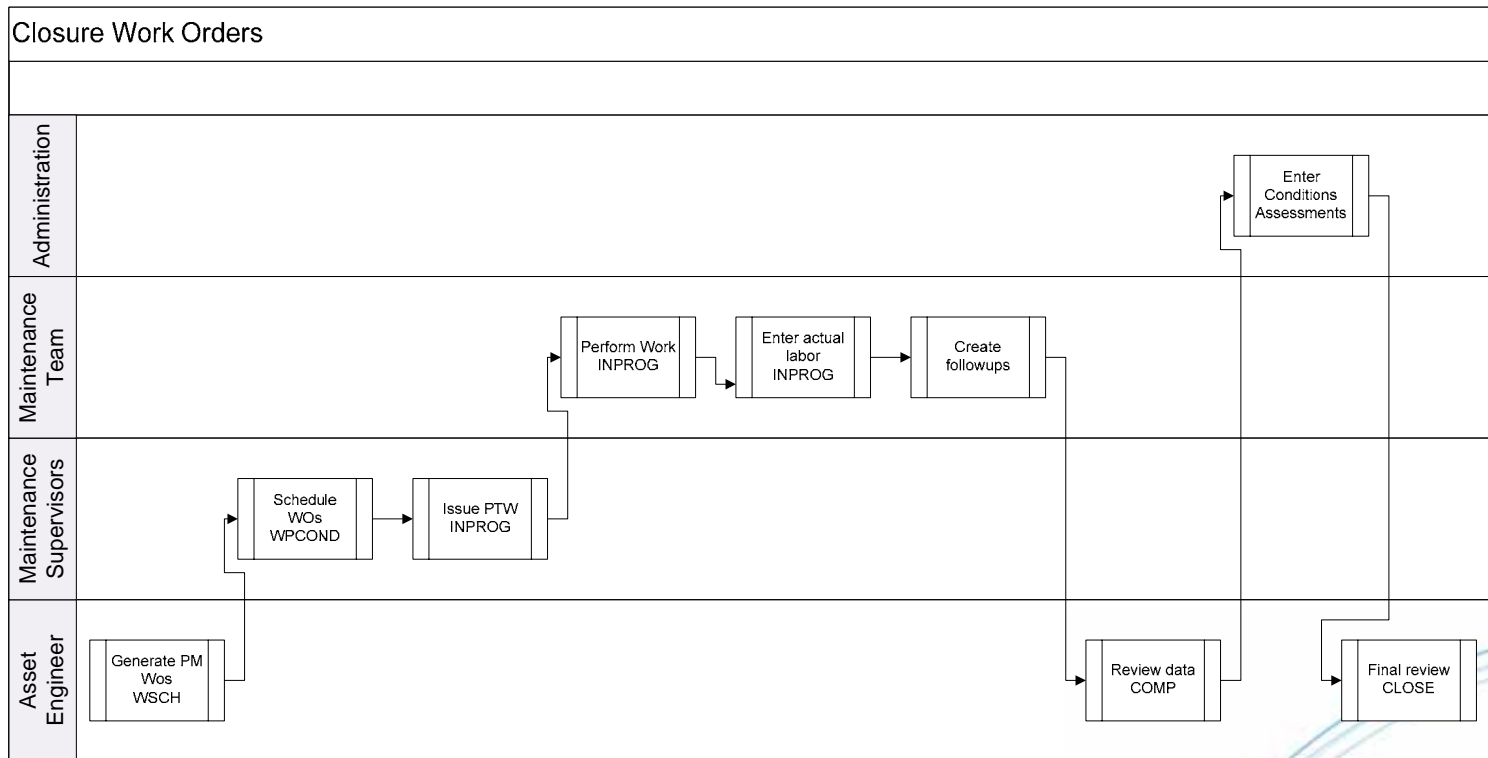 Closure Work Orders
Administration
Enter
Conditions
Assessments
Maintenance
Team
Perform Work
INPROG
Enter actual
labor
INPROG
Create
followups
Maintenance
Supervisors
Schedule
WOs
WPCOND
Issue PTW
INPROG
Asset
Engineer
Generate PM
Wos
WSCH
Review data
COMP
Final review
CLOSE